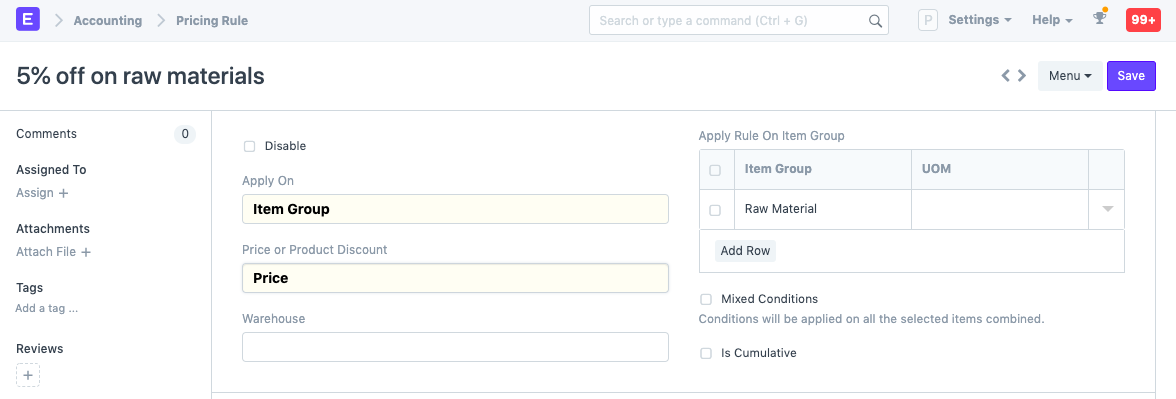 E Accounting Pricing Rule Search or type a command (Ctrl + G) P Settings Help 99+
5% off on raw materials Menu Save
Comments 0
Assigned To
Assign +
Attachments
Attach File +
Tags
Add a tag ...
Reviews
+
Disable
Apply On
Item Group
Price or Product Discount
Price
Warehouse
Apply Rule On Item Group
Item Group UOM
Raw Material
Add Row
Mixed Conditions
Conditions will be applied on all the selected items combined.
Is Cumulative